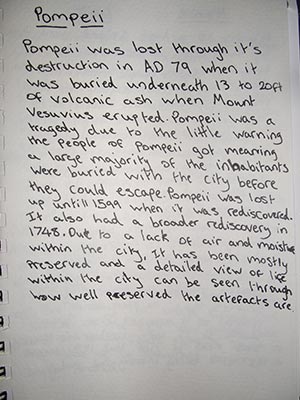 Pompeii
Pompeii was lost through it's
destruction in AD 79 when it
was buried underneath 13 to 20ft
of volcanic ash when Mount
Vesuvius erupted. Pompeii was a
tragedy due to the little warning
the people of Pompeii got meaning
a large majority of the inhabitants
were buried with the city before
they could escape. Pompeii was lost
up until 1599 when it was rediscovered.
It also had a broader rediscovery in
1748. Due to a lack of air and moisture
within the city, It has been mostly
preserved and a detailed view of life
within the city can be seen through
how well preserved the artefacts are.